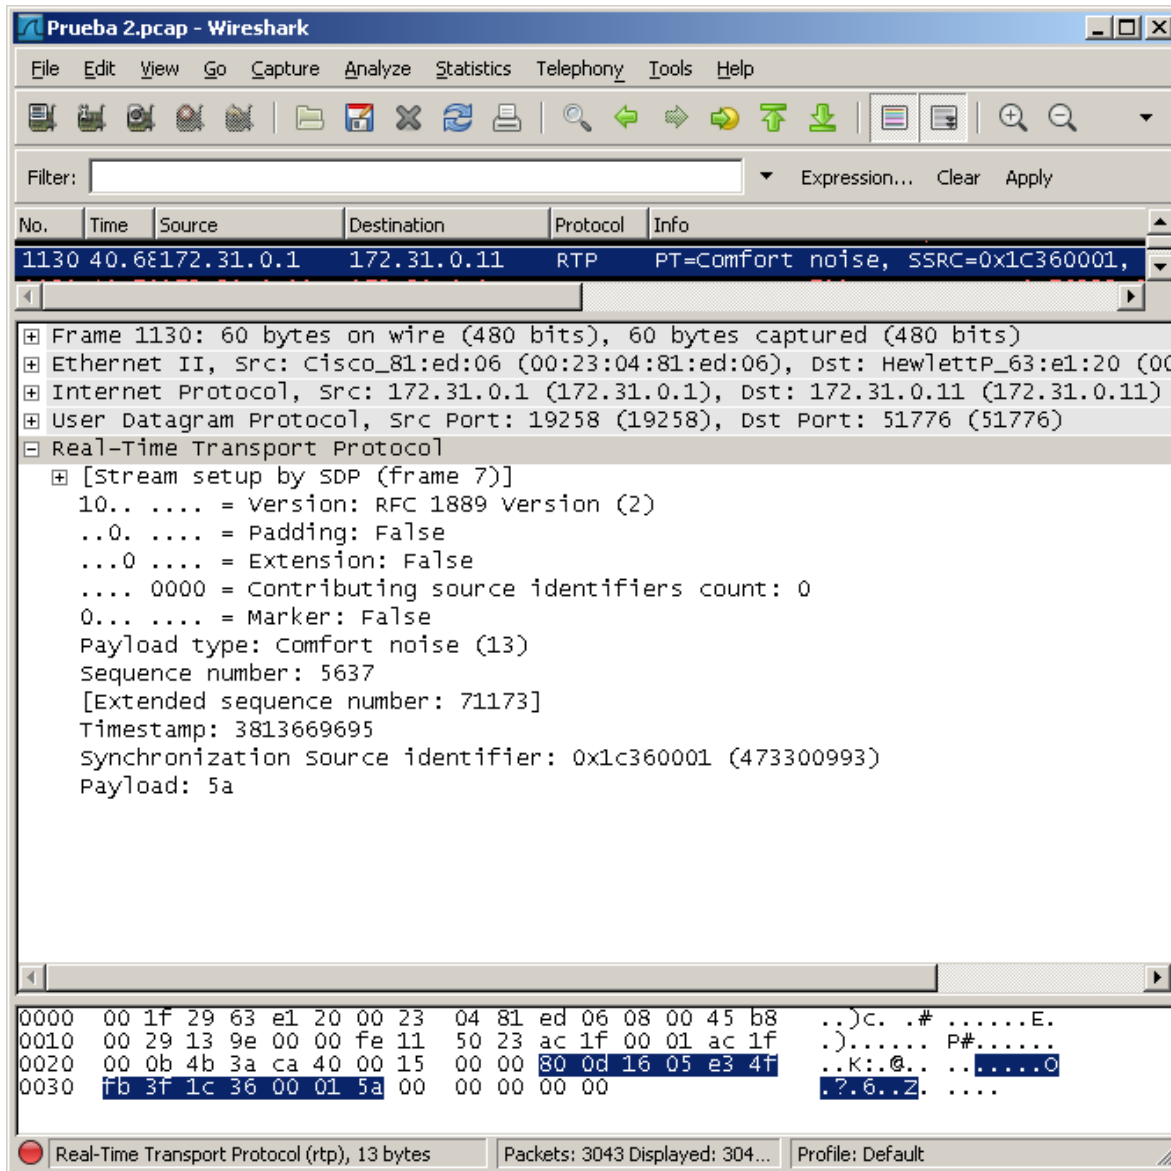 Prueba 2.pcap - Wireshark
File Edit View Go Capture Analyze Statistics Telephony Tools Help
Filter: Expression... Clear Apply
No. Time Source Destination Protocol Info
1130 40.68 172.31.0.1 172.31.0.11 RTP PT=Comfort noise, SSRC=0x1C360001,
Frame 1130: 60 bytes on wire (480 bits), 60 bytes captured (480 bits)
Ethernet II, Src: Cisco_81:ed:06 (00:23:04:81:ed:06), Dst: HewlettP_63:e1:20 (00
Internet Protocol, Src: 172.31.0.1 (172.31.0.1), Dst: 172.31.0.11 (172.31.0.11)
User Datagram Protocol, Src Port: 19258 (19258), Dst Port: 51776 (51776)
Real-Time Transport Protocol
[Stream setup by SDP (frame 7)]
10.. .... = Version: RFC 1889 Version (2)
..0. .... = Padding: False
...0 .... = Extension: False
.... 0000 = Contributing source identifiers count: 0
0... .... = Marker: False
Payload type: Comfort noise (13)
Sequence number: 5637
[Extended sequence number: 71173]
Timestamp: 3813669695
Synchronization Source identifier: 0x1c360001 (473300993)
Payload: 5a
0000 00 1f 29 63 e1 20 00 23 04 81 ed 06 08 00 45 b8 ..)c. .# ......E.
0010 00 29 13 9e 00 00 fe 11 50 23 ac 1f 00 01 ac 1f .)...... P#......
0020 00 0b 4b 3a ca 40 00 15 00 00 80 0d 16 05 e3 4f ..K:.@.. .......O
0030 fb 3f 1c 36 00 01 5a 00 00 00 00 00 .?.6..Z. ....
Real-Time Transport Protocol (rtp), 13 bytes Packets: 3043 Displayed: 304... Profile: Default